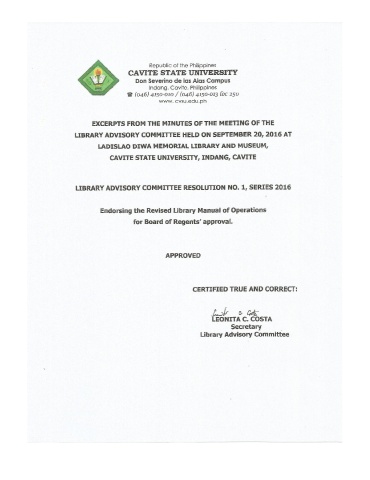 Republic of the Philippines
CAVITE STATE UNIVERSITY
Don Severino de las Alas Campus
Indang, Cavite, Philippines
☎ (046) 4150-010 / (046) 4150-013 loc 251
www. cvsu.edu.ph
EXCERPTS FROM THE MINUTES OF THE MEETING OF THE
LIBRARY ADVISORY COMMITTEE HELD ON SEPTEMBER 20, 2016 AT
LADISLAO DIWA MEMORIAL LIBRARY AND MUSEUM,
CAVITE STATE UNIVERSITY, INDANG, CAVITE
LIBRARY ADVISORY COMMITTEE RESOLUTION NO. 1, SERIES 2016
Endorsing the Revised Library Manual of Operations
for Board of Regents' approval.
APPROVED
CERTIFIED TRUE AND CORRECT:
LEONITA C. COSTA
Secretary
Library Advisory Committee